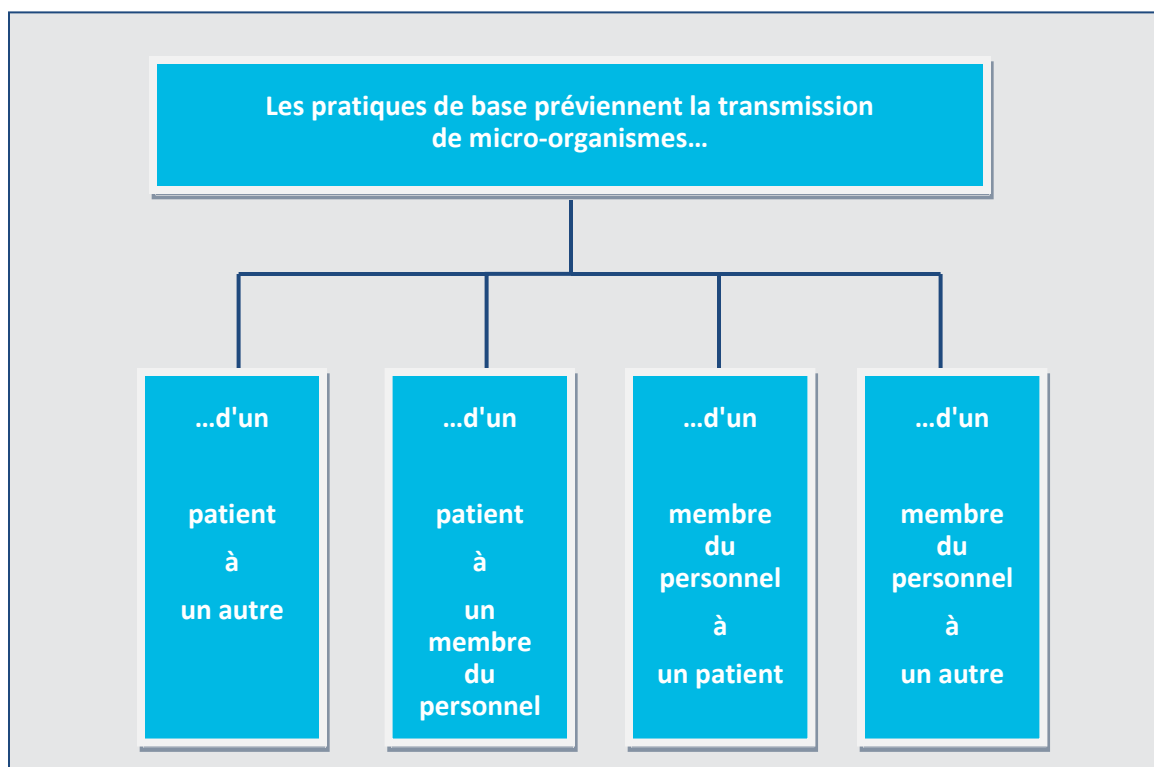 Les pratiques de base préviennent la transmission
de micro-organismes…
…d'un
patient
à
un autre
…d'un
patient
à
un
membre
du
personnel
…d'un
membre
du
personnel
à
un patient
…d'un
membre
du
personnel
à
un autre